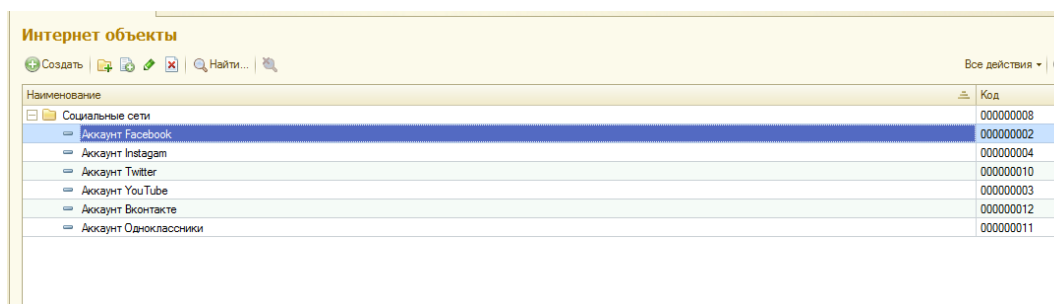 Интернет объекты
Создать Найти... Все действия
Наименование Код
Социальные сети 000000008
Аккаунт Facebook 000000002
Аккаунт Instagam 000000004
Аккаунт Twitter 000000010
Аккаунт YouTube 000000003
Аккаунт Вконтакте 000000012
Аккаунт Одноклассники 000000011